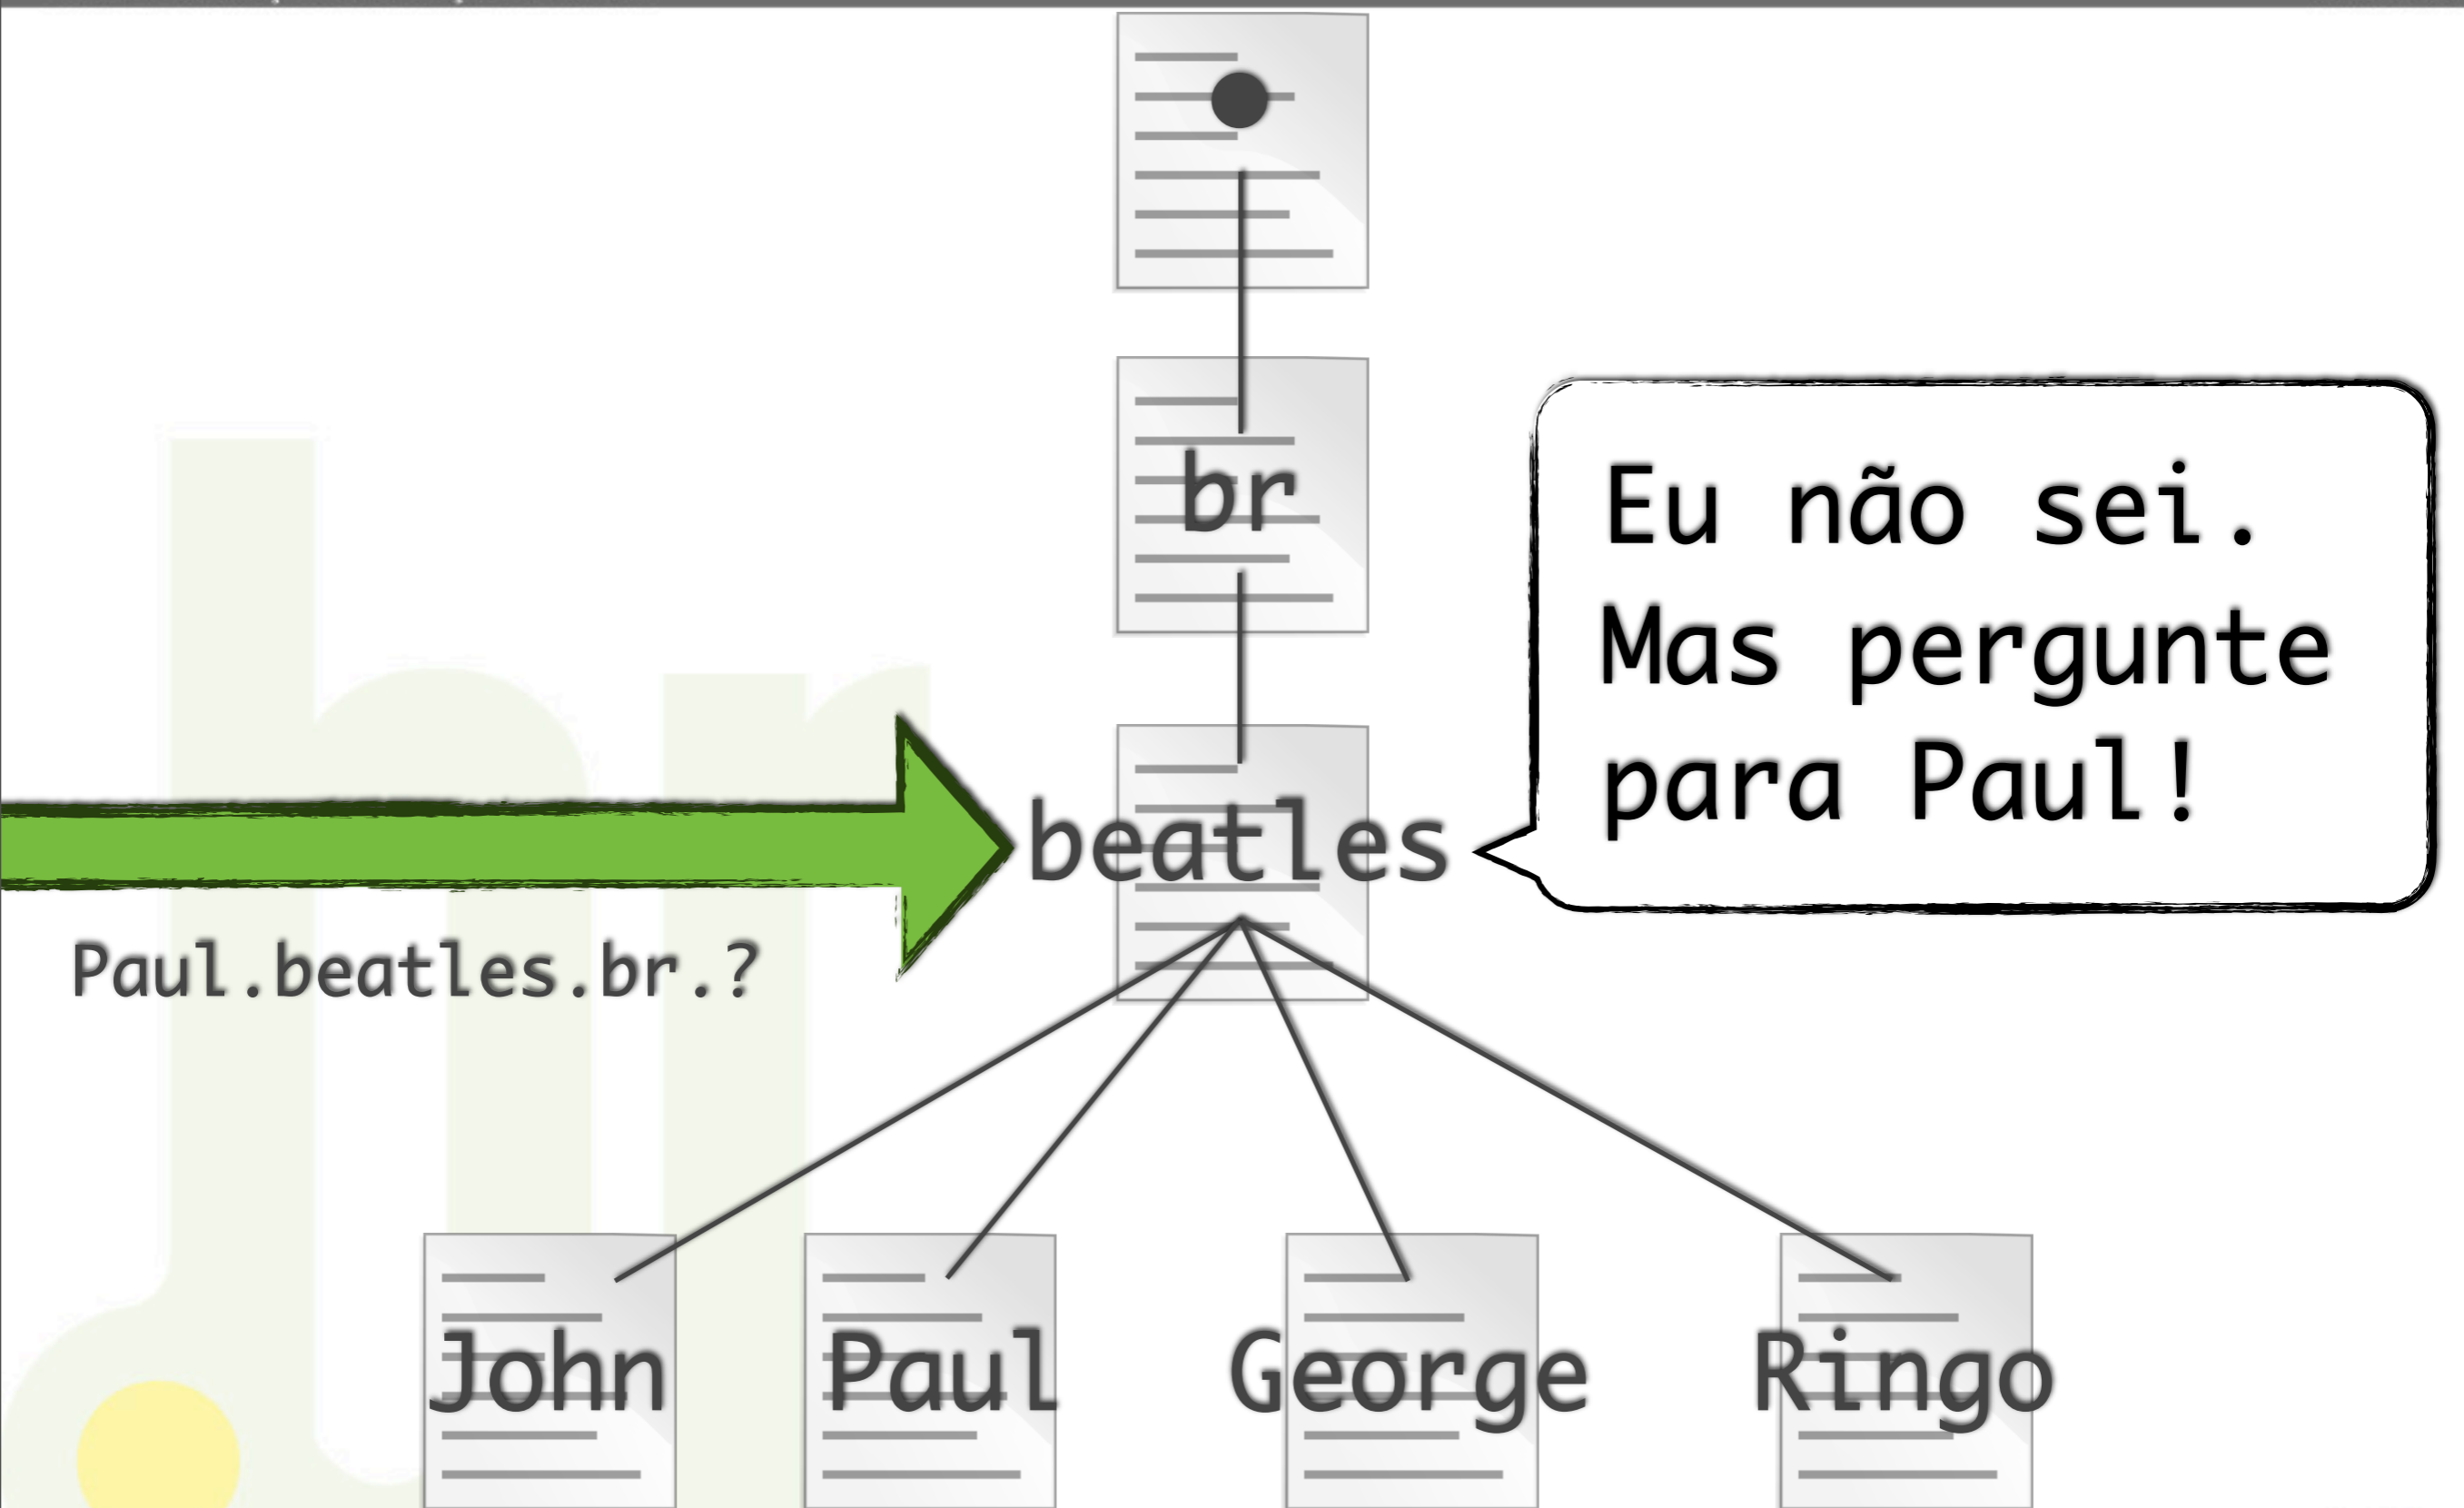 br
Eu não sei.
Mas pergunte
para Paul!
beatles
Paul.beatles.br.?
John Paul George Ringo